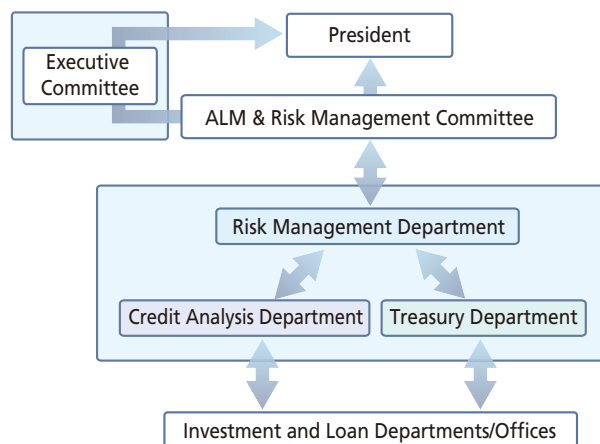 President
Executive
Committee
ALM & Risk Management Committee
Risk Management Department
Credit Analysis Department
Treasury Department
Investment and Loan Departments/Offices